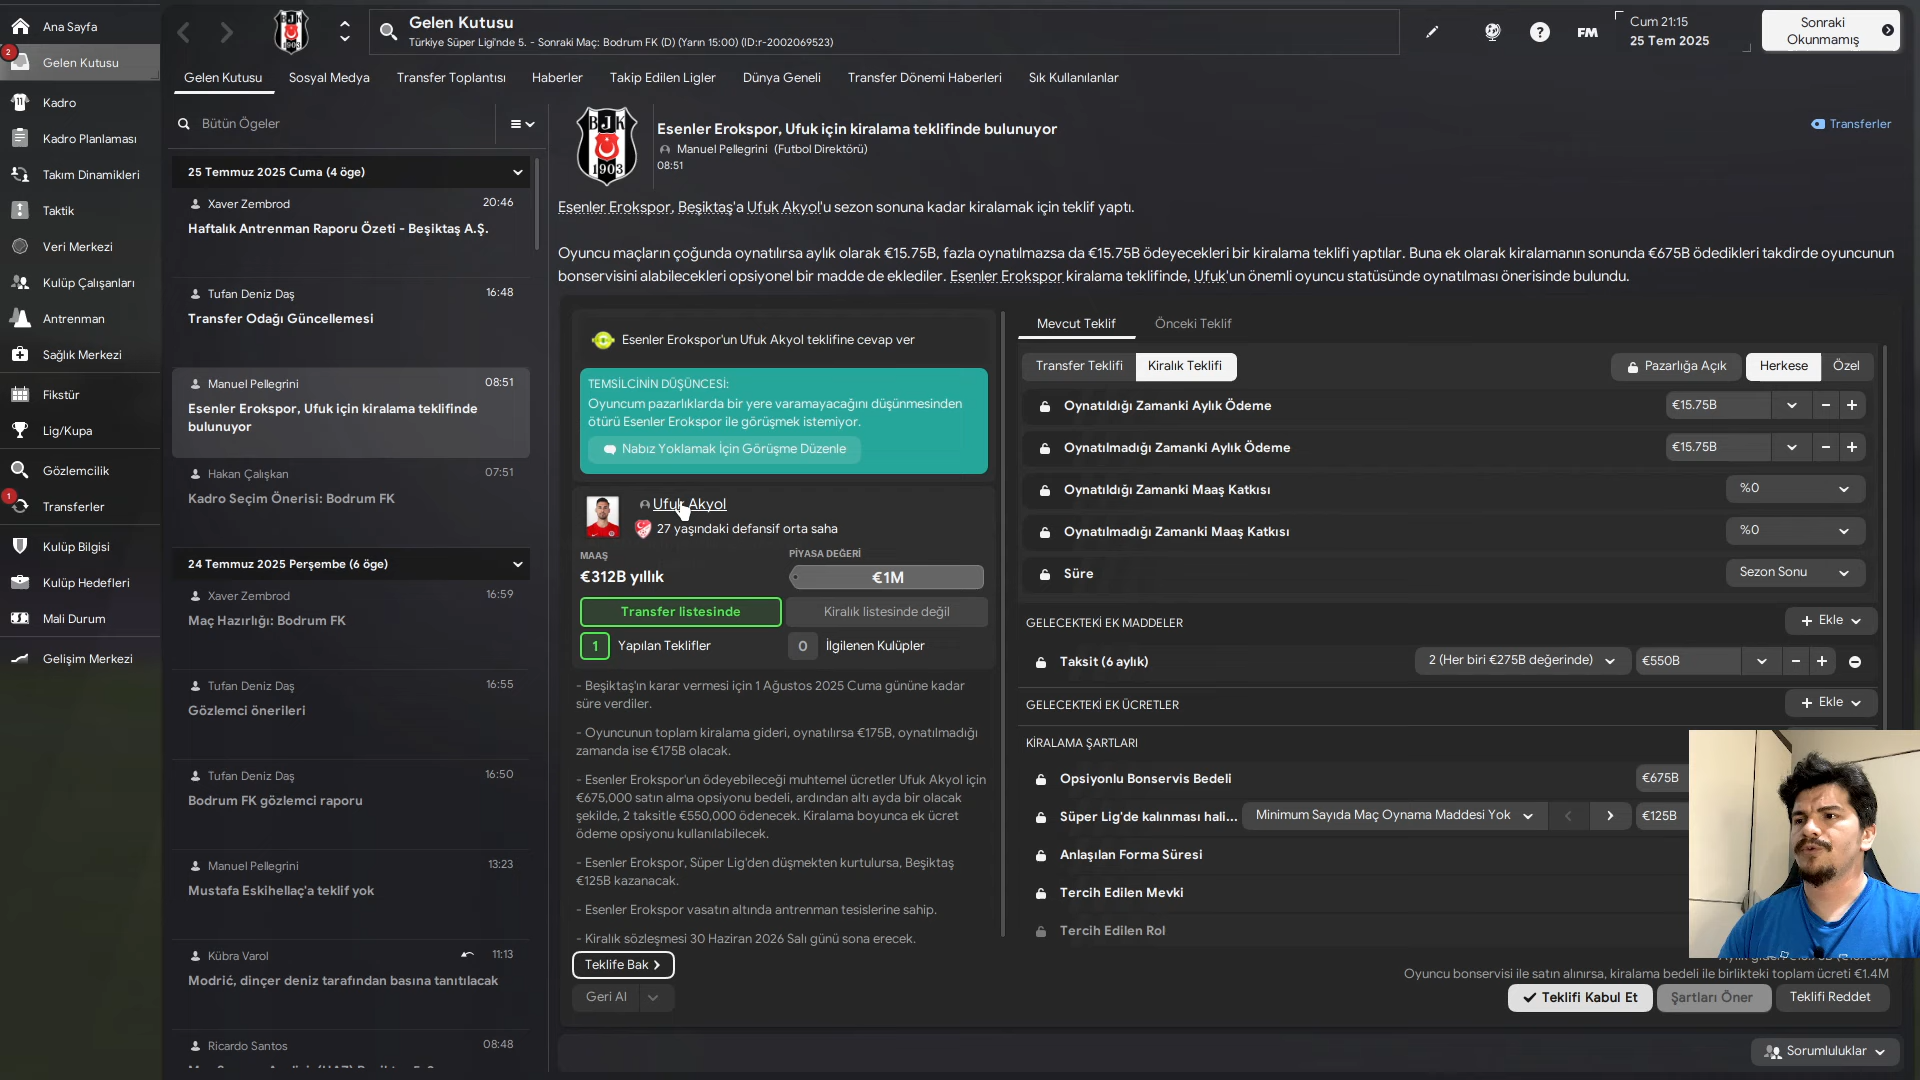 Ana Sayfa
2
Gelen Kutusu
Kadro
Kadro Planlaması
Takım Dinamikleri
Taktik
Veri Merkezi
Kulüp Çalışanları
Antrenman
Sağlık Merkezi
Fikstür
Lig/Kupa
Gözlemcilik
1
Transferler
Kulüp Bilgisi
Kulüp Hedefleri
Mali Durum
Gelişim Merkezi
Gelen Kutusu
Türkiye Süper Ligi'nde 5. - Sonraki Maç: Bodrum FK (D) (Yarın 15:00) (ID:r-2002069523)
FM
Cum 21:15
25 Tem 2025
Sonraki
Okunmamış
Gelen Kutusu
Sosyal Medya
Transfer Toplantısı
Haberler
Takip Edilen Ligler
Dünya Geneli
Transfer Dönemi Haberleri
Sık Kullanılanlar
Bütün Ögeler
25 Temmuz 2025 Cuma (4 öge)
Xaver Zembrod 20:46
Haftalık Antrenman Raporu Özeti - Beşiktaş A.Ş.
Tufan Deniz Daş 16:48
Transfer Odağı Güncellemesi
Manuel Pellegrini 08:51
Esenler Erokspor, Ufuk için kiralama teklifinde
bulunuyor
Hakan Çalışkan 07:51
Kadro Seçim Önerisi: Bodrum FK
24 Temmuz 2025 Perşembe (6 öge)
Xaver Zembrod 16:59
Maç Hazırlığı: Bodrum FK
Tufan Deniz Daş 16:55
Gözlemci önerileri
Tufan Deniz Daş 16:50
Bodrum FK gözlemci raporu
Manuel Pellegrini 13:23
Mustafa Eskihellaç'a teklif yok
Kübra Varol 11:13
Modrić, dinçer deniz tarafından basına tanıtılacak
Ricardo Santos 08:48
BJK
1903
Esenler Erokspor, Ufuk için kiralama teklifinde bulunuyor
Manuel Pellegrini (Futbol Direktörü)
08:51
Transferler
Esenler Erokspor, Beşiktaş'a Ufuk Akyol'u sezon sonuna kadar kiralamak için teklif yaptı.
Oyuncu maçların çoğunda oynatılırsa aylık olarak €15.75B, fazla oynatılmazsa da €15.75B ödeyecekleri bir kiralama teklifi yaptılar. Buna ek olarak kiralamanın sonunda €675B ödedikleri takdirde oyuncunun
bonservisini alabilecekleri opsiyonel bir madde de eklediler. Esenler Erokspor kiralama teklifinde, Ufuk'un önemli oyuncu statüsünde oynatılması önerisinde bulundu.
Esenler Erokspor'un Ufuk Akyol teklifine cevap ver
TEMSİLCİNİN DÜŞÜNCESİ:
Oyuncum pazarlıklarda bir yere varamayacağını düşünmesinden
ötürü Esenler Erokspor ile görüşmek istemiyor.
Nabız Yoklamak İçin Görüşme Düzenle
Ufuk Akyol
27 yaşındaki defansif orta saha
MAAŞ
PİYASA DEĞERİ
€312B yıllık
€1M
Transfer listesinde
Kiralık listesinde değil
1 Yapılan Teklifler
0 İlgilenen Kulüpler
- Beşiktaş'ın karar vermesi için 1 Ağustos 2025 Cuma gününe kadar
süre verdiler.
- Oyuncunun toplam kiralama gideri, oynatılırsa €175B, oynatılmadığı
zamanda ise €175B olacak.
- Esenler Erokspor'un ödeyebileceği muhtemel ücretler Ufuk Akyol için
€675,000 satın alma opsiyonu bedeli, ardından altı ayda bir olacak
şekilde, 2 taksitle €550,000 ödenecek. Kiralama boyunca ek ücret
ödeme opsiyonu kullanılabilecek.
- Esenler Erokspor, Süper Lig'den düşmekten kurtulursa, Beşiktaş
€125B kazanacak.
- Esenler Erokspor vasatın altında antrenman tesislerine sahip.
- Kiralık sözleşmesi 30 Haziran 2026 Salı günü sona erecek.
Teklife Bak
Geri Al
Mevcut Teklif
Önceki Teklif
Transfer Teklifi
Kiralık Teklifi
Pazarlığa Açık
Herkese
Özel
Oynatıldığı Zamanki Aylık Ödeme €15.75B
Oynatılmadığı Zamanki Aylık Ödeme €15.75B
Oynatıldığı Zamanki Maaş Katkısı %0
Oynatılmadığı Zamanki Maaş Katkısı %0
Süre Sezon Sonu
GELECEKTEKİ EK MADDELER
Ekle
Taksit (6 aylık) 2 (Her biri €275B değerinde) €550B
GELECEKTEKİ EK ÜCRETLER
Ekle
KİRALAMA ŞARTLARI
Opsiyonlu Bonservis Bedeli €675B
Süper Lig'de kalınması hali... Minimum Sayıda Maç Oynama Maddesi Yok €125B
Anlaşılan Forma Süresi
Tercih Edilen Mevki
Tercih Edilen Rol
Oyuncu bonservisi ile satın alınırsa, kiralama bedeli ile birlikteki toplam ücreti €1.4M
Teklifi Kabul Et
Şartları Öner
Teklifi Reddet
Sorumluluklar